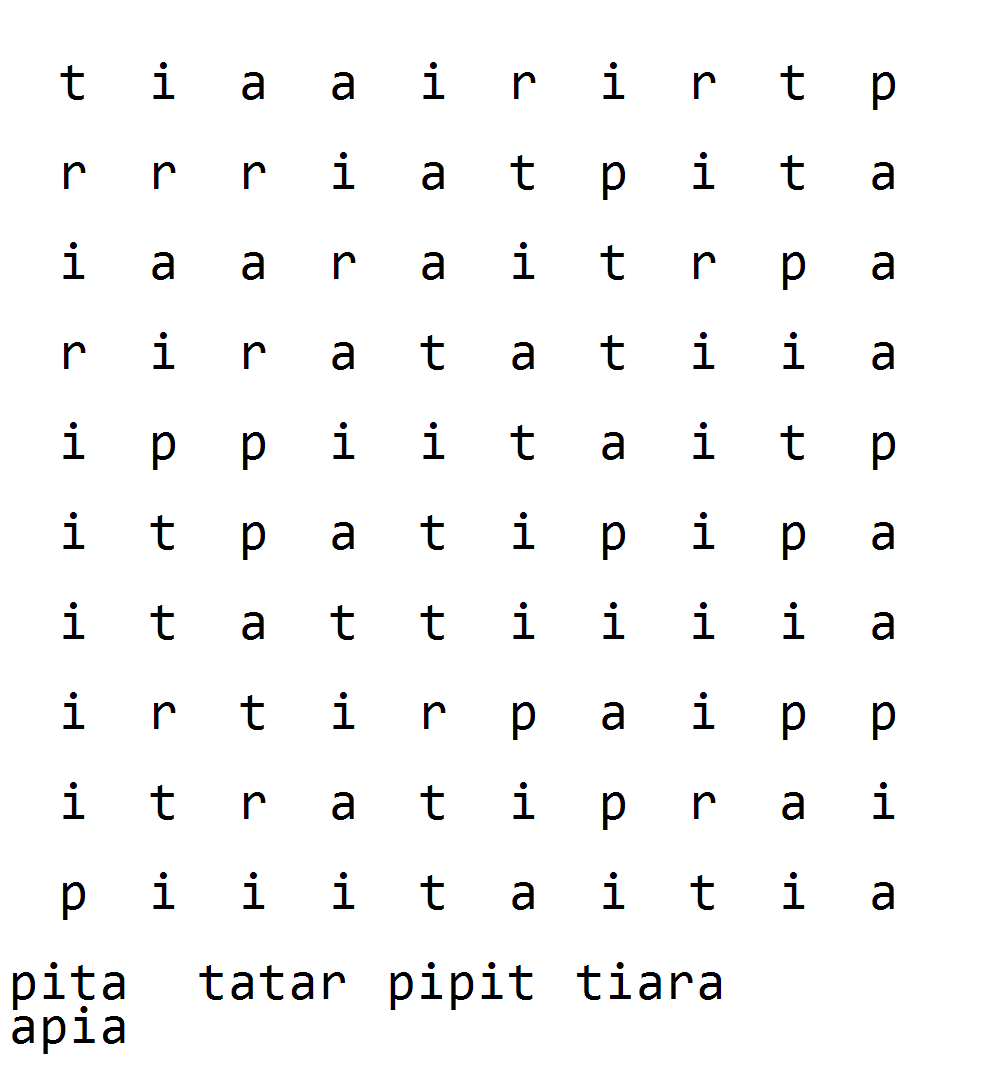 t i a a i r i r t p
r r r i a t p i t a
i a a r a i t r p a
r i r a t a t i i a
i p p i i t a i t p
i t p a t i p i p a
i t a t t i i i i a
i r t i r p a i p p
i t r a t i p r a i
p i i i t a i t i a
pita tatar pipit tiara
apia